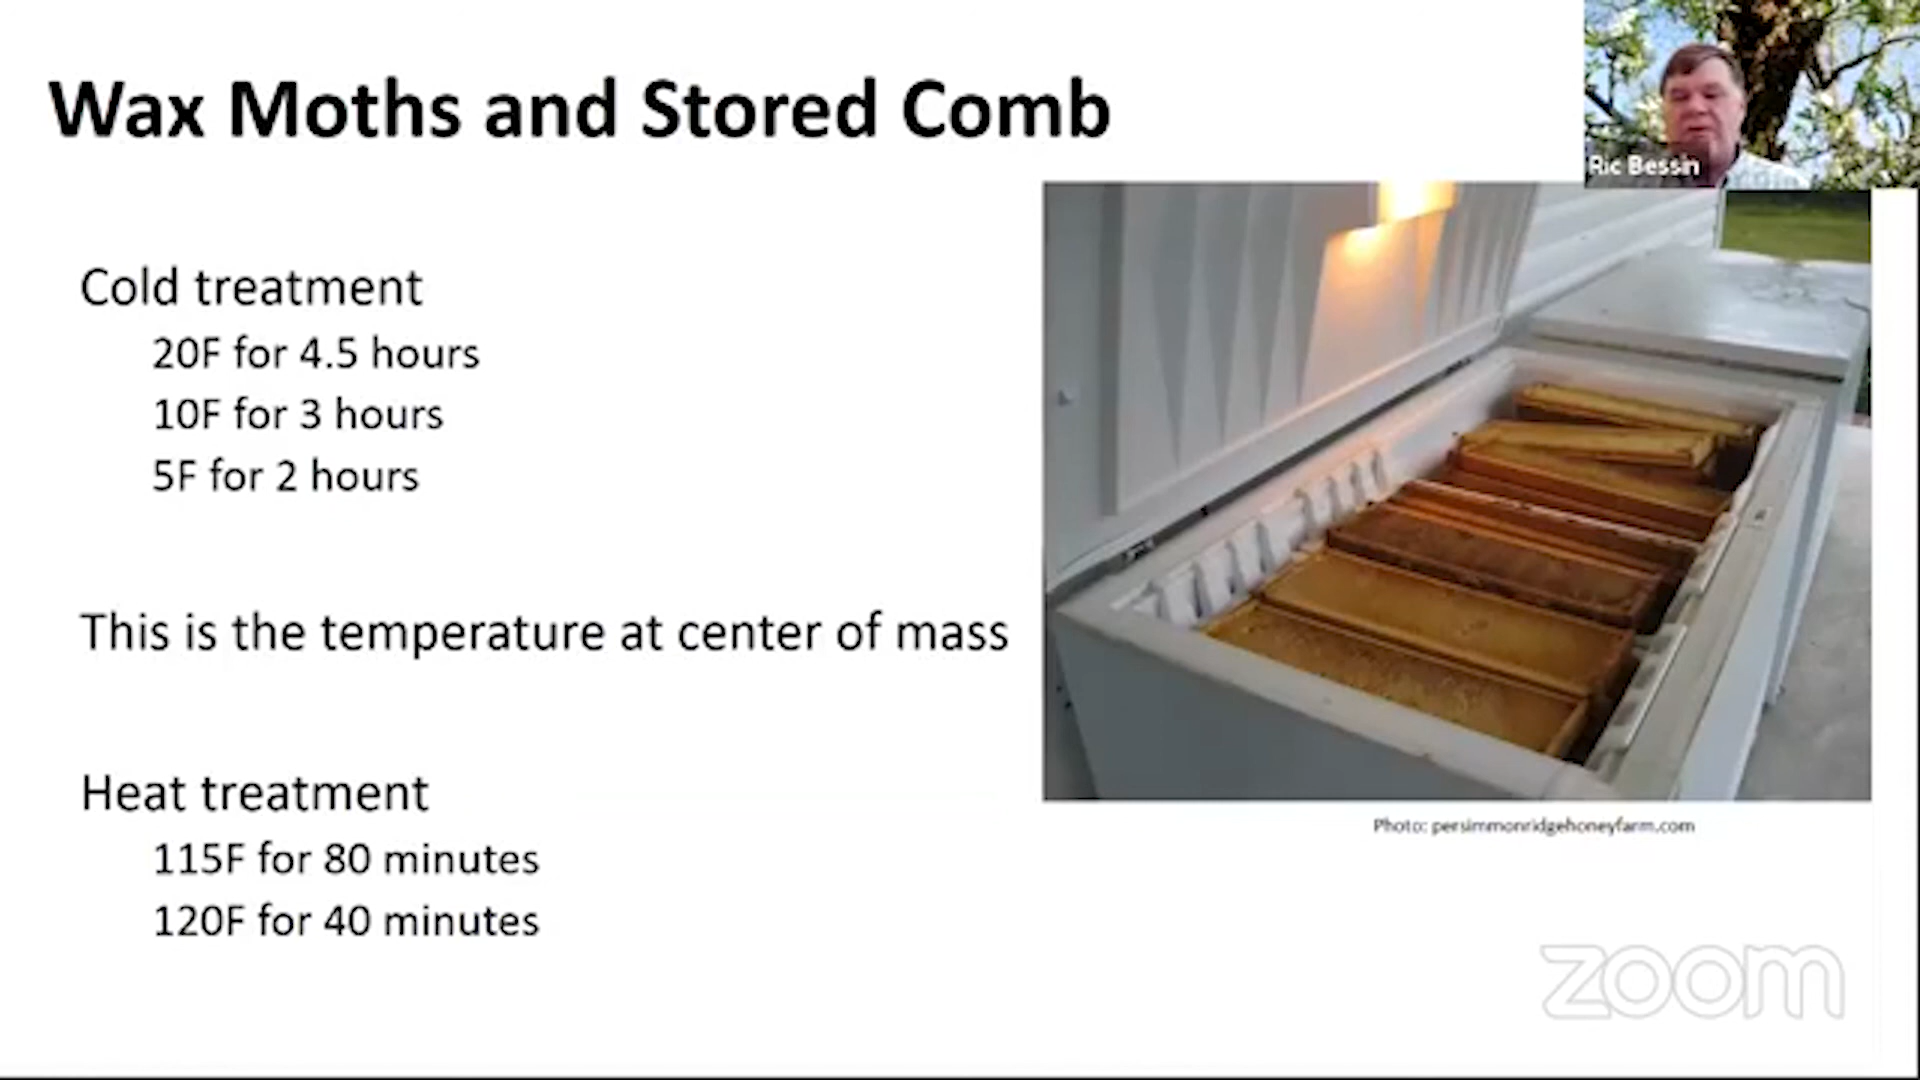 Wax Moths and Stored Comb
Ric Bessin
Cold treatment
20F for 4.5 hours
10F for 3 hours
5F for 2 hours
This is the temperature at center of mass
Heat treatment
115F for 80 minutes
120F for 40 minutes
Photo: persimmonridgehoneyfarm.com
zoom